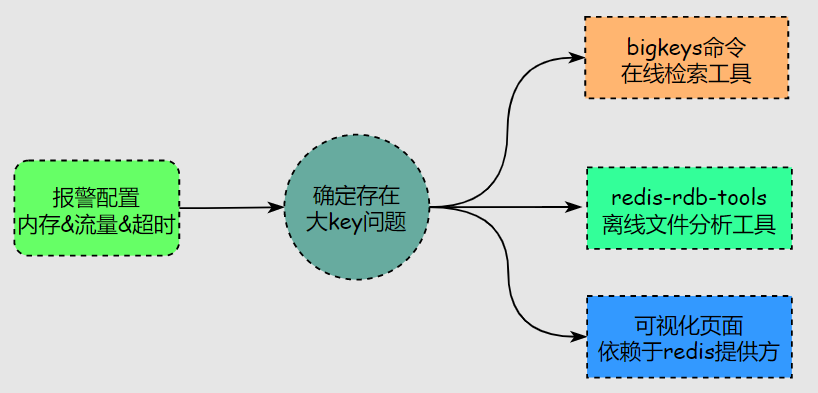 报警配置
内存&流量&超时
确定存在
大key问题
bigkeys命令
在线检索工具
redis-rdb-tools
离线文件分析工具
可视化页面
依赖于redis提供方